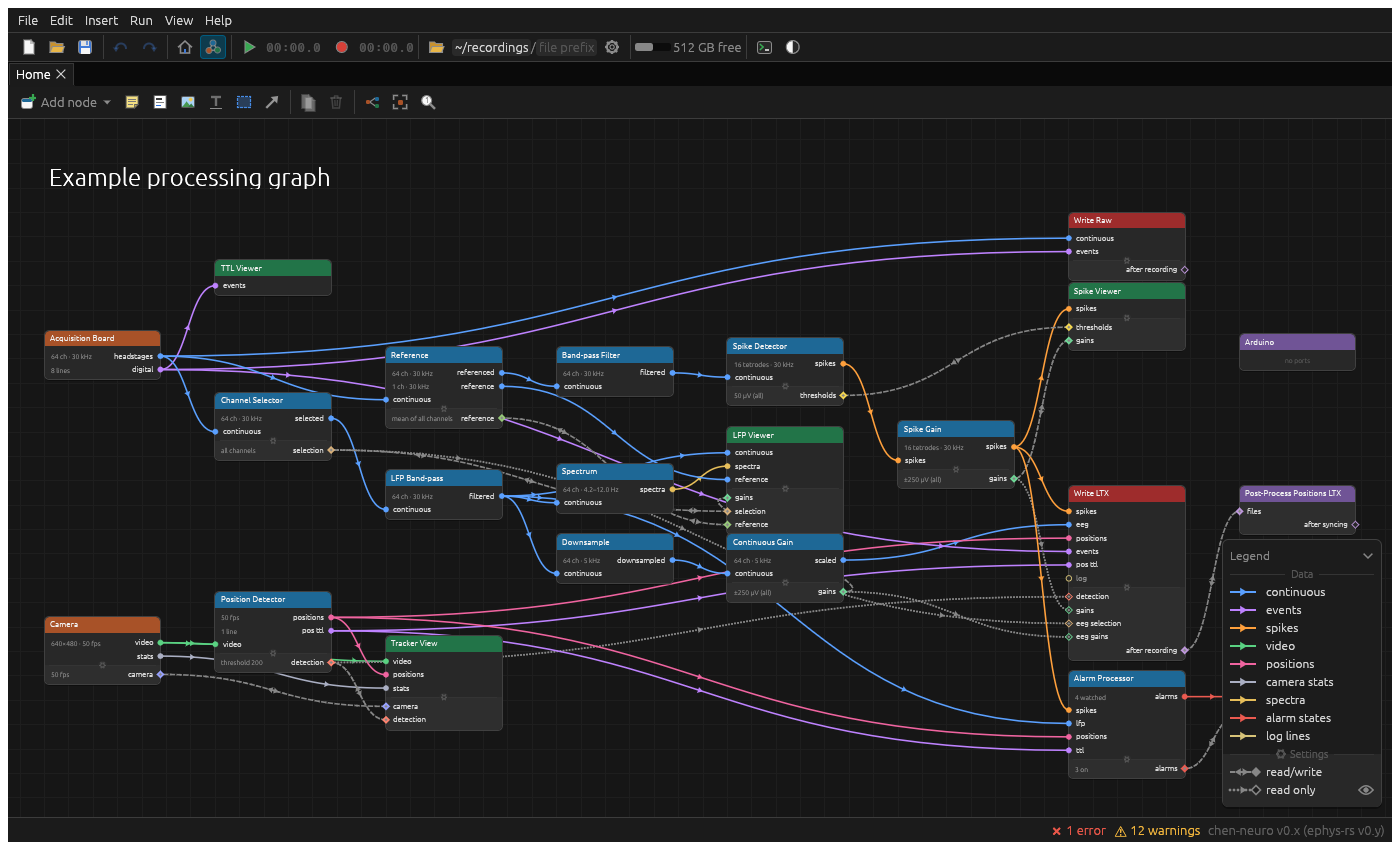 File Edit Insert Run View Help
00:00.0 00:00.0 ~/recordings/file prefix 512 GB free
Home
Add node
Example processing graph
Write Raw
continuous
events
after recording
TTL Viewer
events
Spike Viewer
spikes
thresholds
gains
Acquisition Board
64 ch · 30 kHz headstages
8 lines digital
Reference
64 ch · 30 kHz referenced
1 ch · 30 kHz reference
continuous
mean of all channels reference
Band-pass Filter
64 ch · 30 kHz filtered
continuous
Spike Detector
16 tetrodes · 30 kHz spikes
continuous
50 μV (all) thresholds
Arduino
no ports
Channel Selector
64 ch · 30 kHz selected
continuous
all channels selection
LFP Viewer
continuous
spectra
reference
gains
selection
reference
Spike Gain
16 tetrodes · 30 kHz spikes
spikes
±250 μV (all) gains
LFP Band-pass
64 ch · 30 kHz filtered
continuous
Spectrum
64 ch · 4.2–12.0 Hz spectra
continuous
Downsample
64 ch · 5 kHz downsampled
continuous
Continuous Gain
64 ch · 5 kHz scaled
continuous
±250 μV (all) gains
Write LTX
spikes
eeg
positions
events
pos ttl
log
detection
gains
eeg selection
eeg gains
after recording
Post-Process Positions LTX
files
after syncing
Camera
640×480 · 50 fps video
stats
50 fps camera
Position Detector
50 fps positions
1 line pos ttl
video
threshold 200 detection
Tracker View
video
positions
stats
camera
detection
Alarm Processor
4 watched alarms
spikes
lfp
positions
ttl
3 on alarms
Legend
Data
continuous
events
spikes
video
positions
camera stats
spectra
alarm states
log lines
Settings
read/write
read only
1 error 12 warnings chen-neuro v0.x (ephys-rs v0.y)